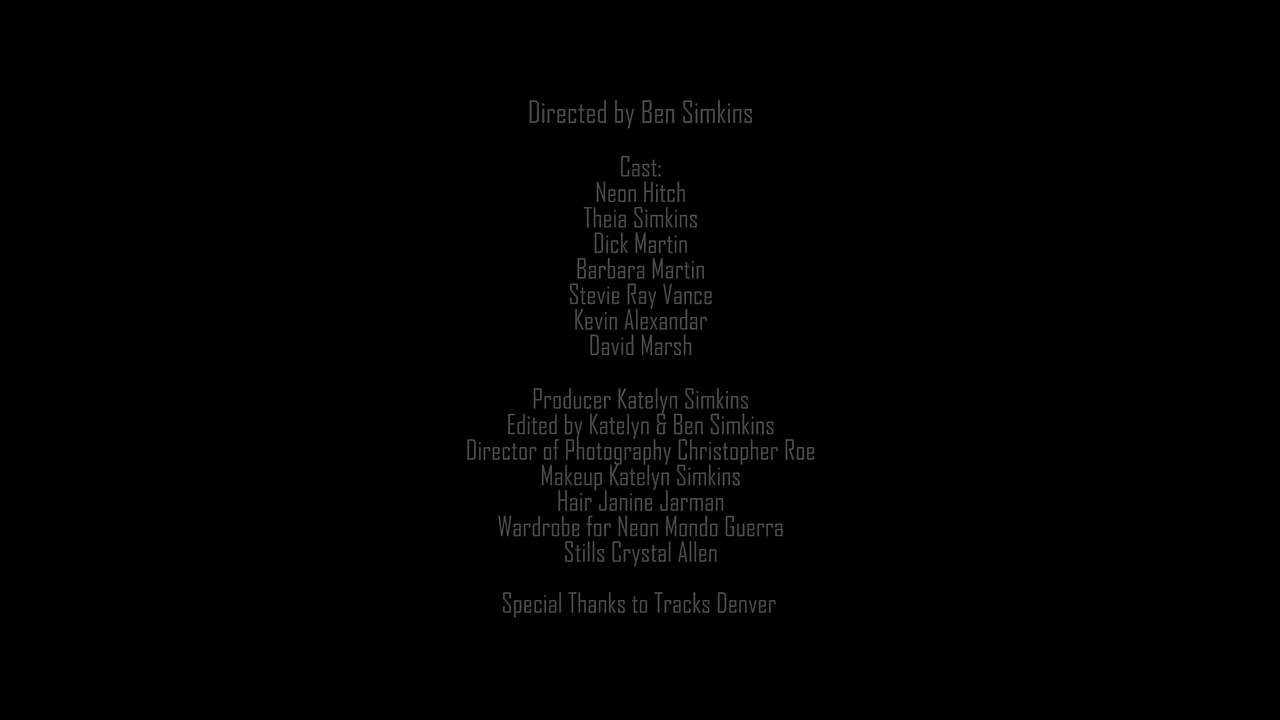 Directed by Ben Simkins
Cast:
Neon Hitch
Theia Simkins
Dick Martin
Barbara Martin
Stevie Ray Vance
Kevin Alexandar
David Marsh
Producer Katelyn Simkins
Edited by Katelyn & Ben Simkins
Director of Photography Christopher Roe
Makeup Katelyn Simkins
Hair Janine Jarman
Wardrobe for Neon Mondo Guerra
Stills Crystal Allen
Special Thanks to Tracks Denver